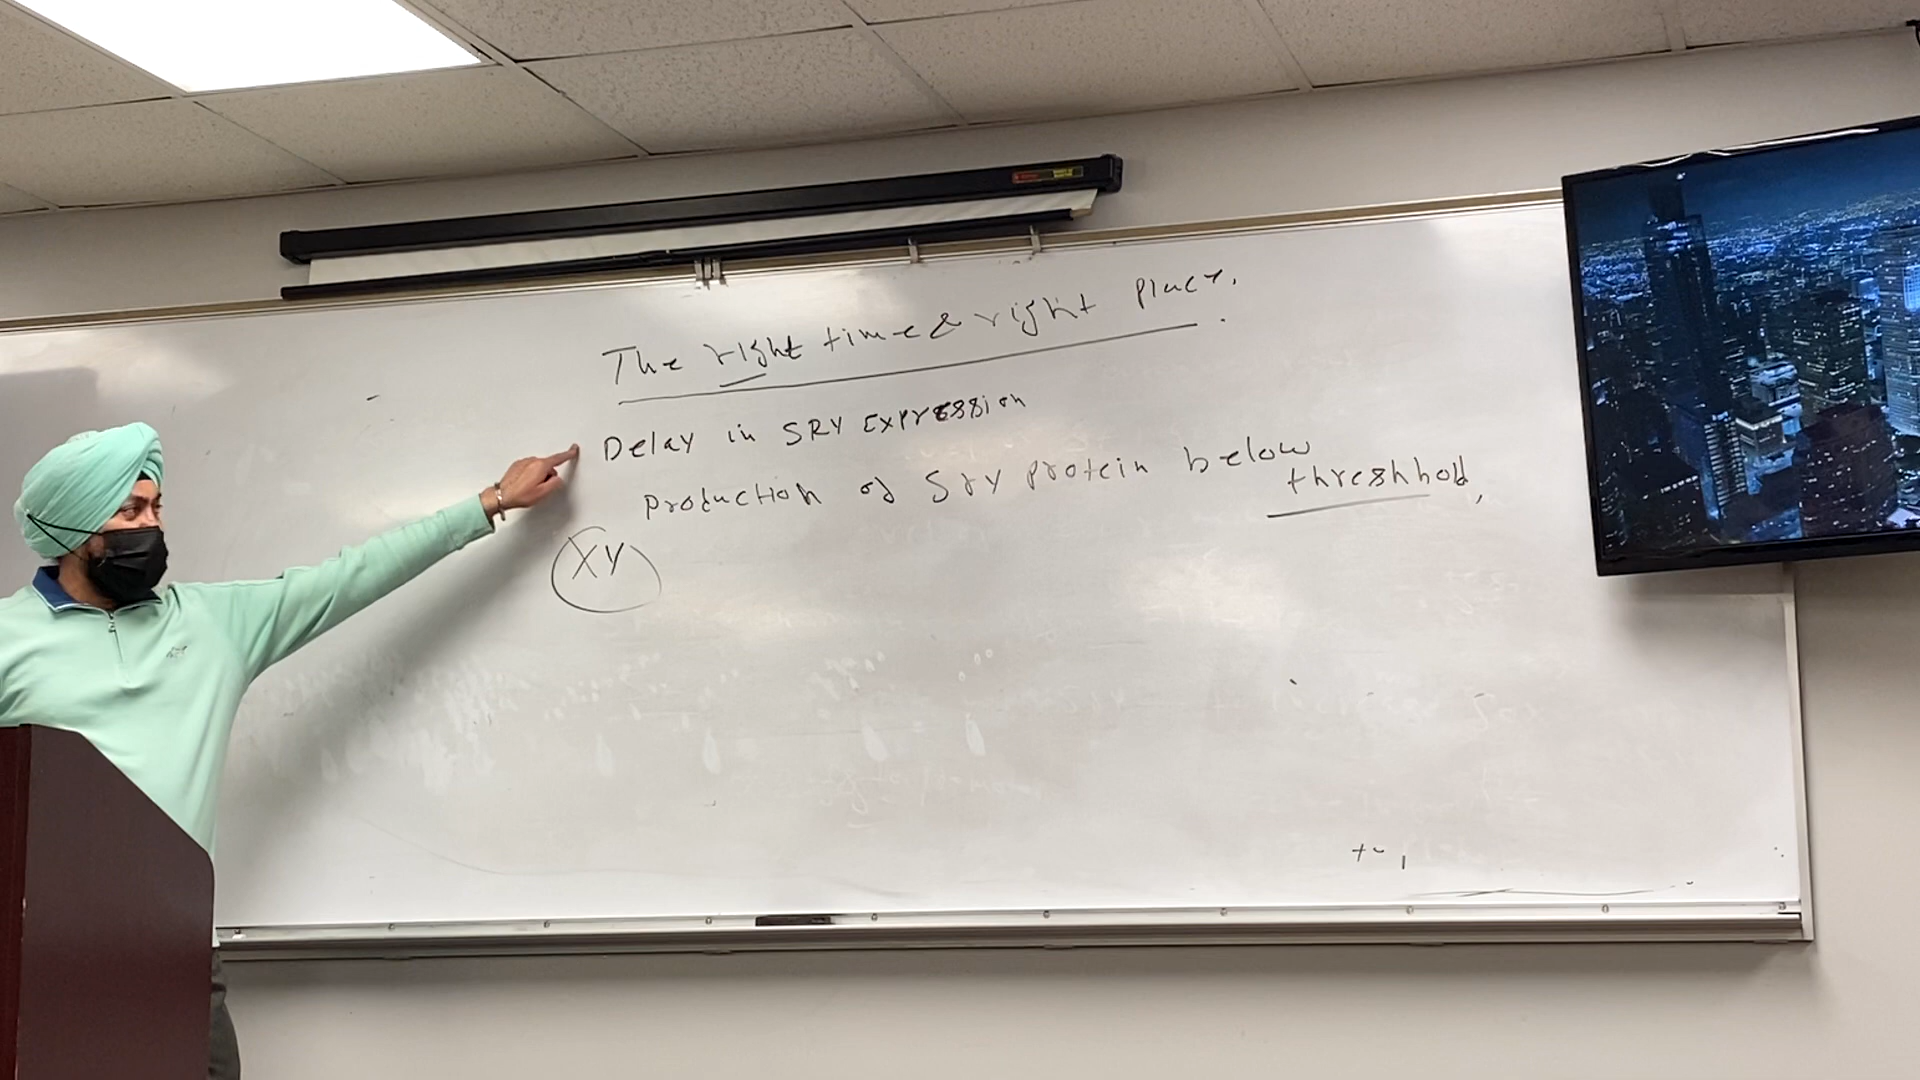 The right time & right place.
Delay in SRY Expression
production of Sry protein below
threshhold,
XY